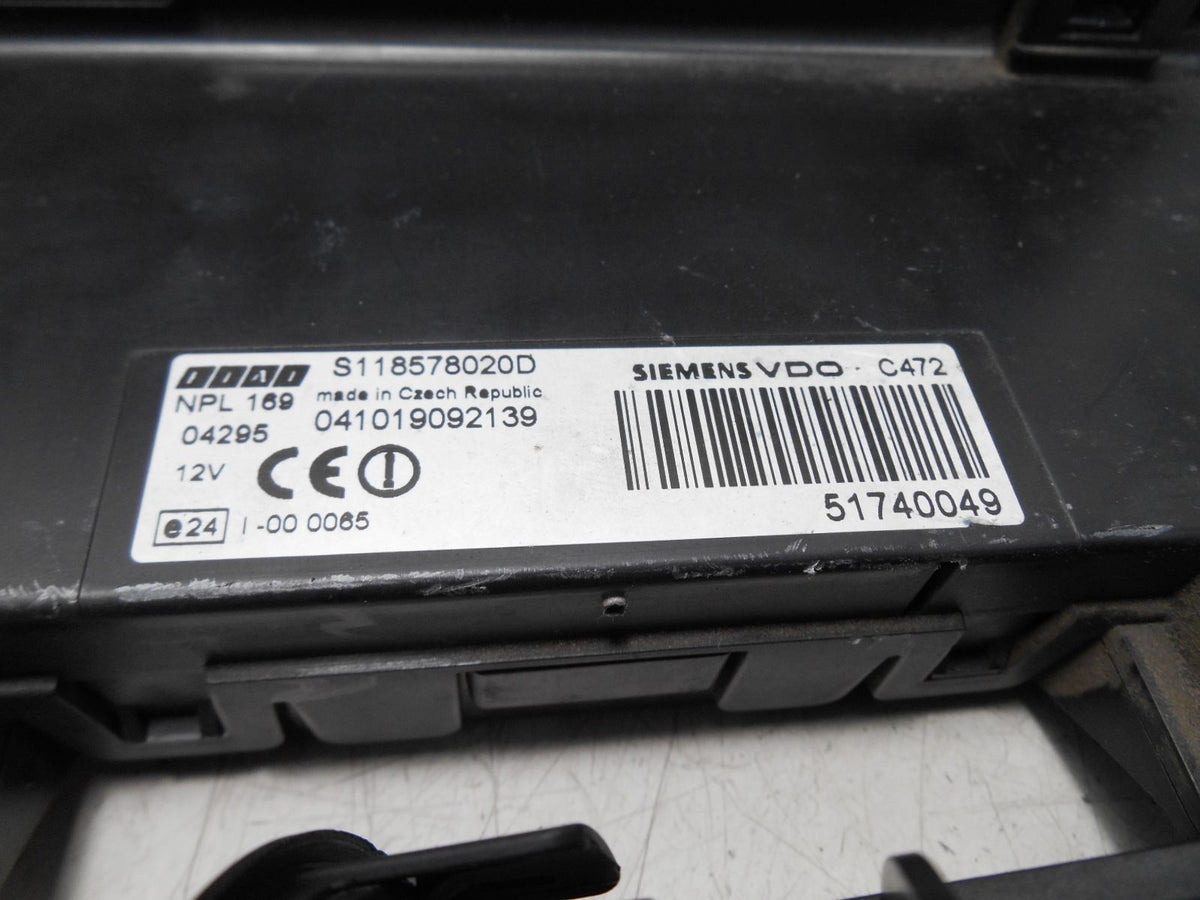 FIAT S118578020D SIEMENS VDO C472
NPL 169 made in Czech Republic
04295 041019092139
12V CE
e24 I-00 0065
51740049